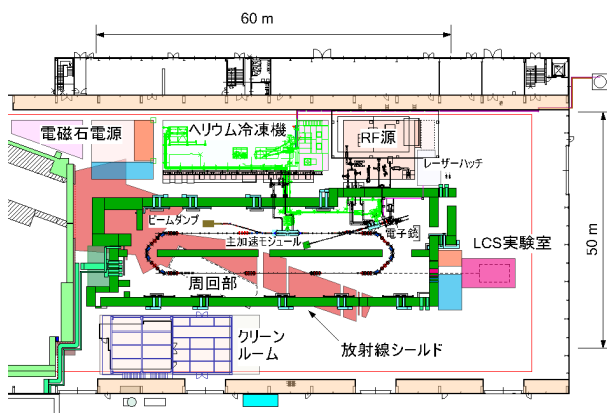 60 m
電磁石電源
ヘリウム冷凍機
RF源
レーザーハッチ
ビームダンプ
主加速モジュール
電子銃
LCS実験室
50 m
周回部
クリーン
ルーム
放射線シールド